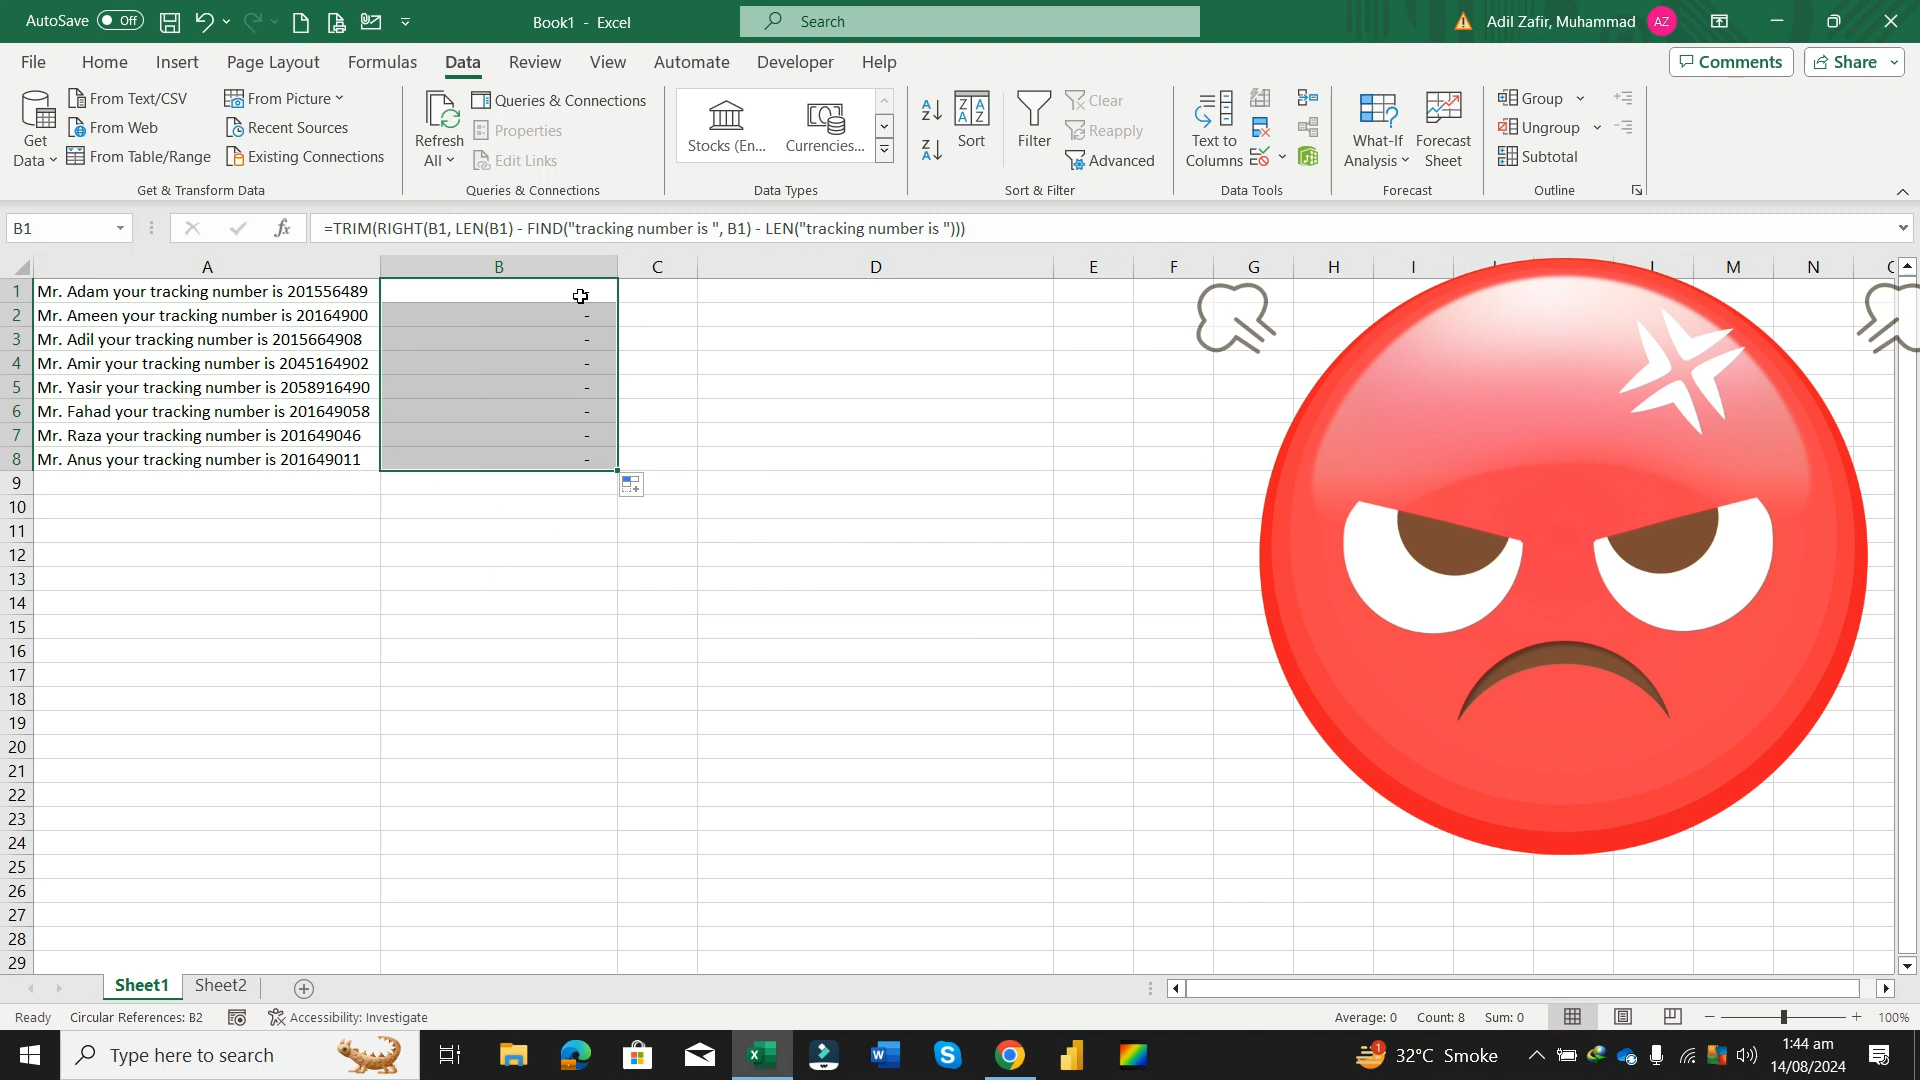 AutoSave Off Book1 - Excel Search Adil Zafir, Muhammad AZ
File Home Insert Page Layout Formulas Data Review View Automate Developer Help Comments Share
Get Data
From Text/CSV
From Web
From Table/Range
From Picture
Recent Sources
Existing Connections
Get & Transform Data
Refresh All
Queries & Connections
Properties
Edit Links
Queries & Connections
Stocks (En...
Currencies...
Data Types
Sort
Filter
Clear
Reapply
Advanced
Sort & Filter
Text to Columns
Data Tools
What-If Analysis
Forecast Sheet
Forecast
Group
Ungroup
Subtotal
Outline
B1 fx =TRIM(RIGHT(B1, LEN(B1) - FIND("tracking number is ", B1) - LEN("tracking number is ")))
A B C D E F G H I M N
1 Mr. Adam your tracking number is 201556489
2 Mr. Ameen your tracking number is 20164900 -
3 Mr. Adil your tracking number is 2015664908 -
4 Mr. Amir your tracking number is 2045164902 -
5 Mr. Yasir your tracking number is 2058916490 -
6 Mr. Fahad your tracking number is 201649058 -
7 Mr. Raza your tracking number is 201649046 -
8 Mr. Anus your tracking number is 201649011 -
9
10
11
12
13
14
15
16
17
18
19
20
21
22
23
24
25
26
27
28
29
Sheet1 Sheet2
Ready Circular References: B2 Accessibility: Investigate Average: 0 Count: 8 Sum: 0 100%
Type here to search 32°C Smoke 1:44 am
14/08/2024